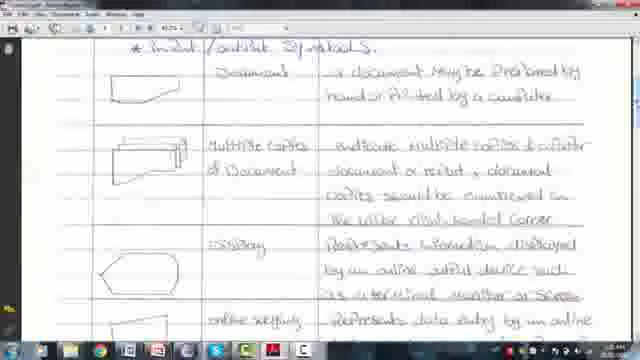 * Input / output Symbols.
Document
A document may be prepared by
hand or printed by a computer
Multiple copies
of Document
indicate multiple copies of
document or report document
copies should be numbered in
the upper right handed corner
Display
Represents information displayed
by an online output device such
as a terminal monitor or screen
online keying
Represents data entry by an online